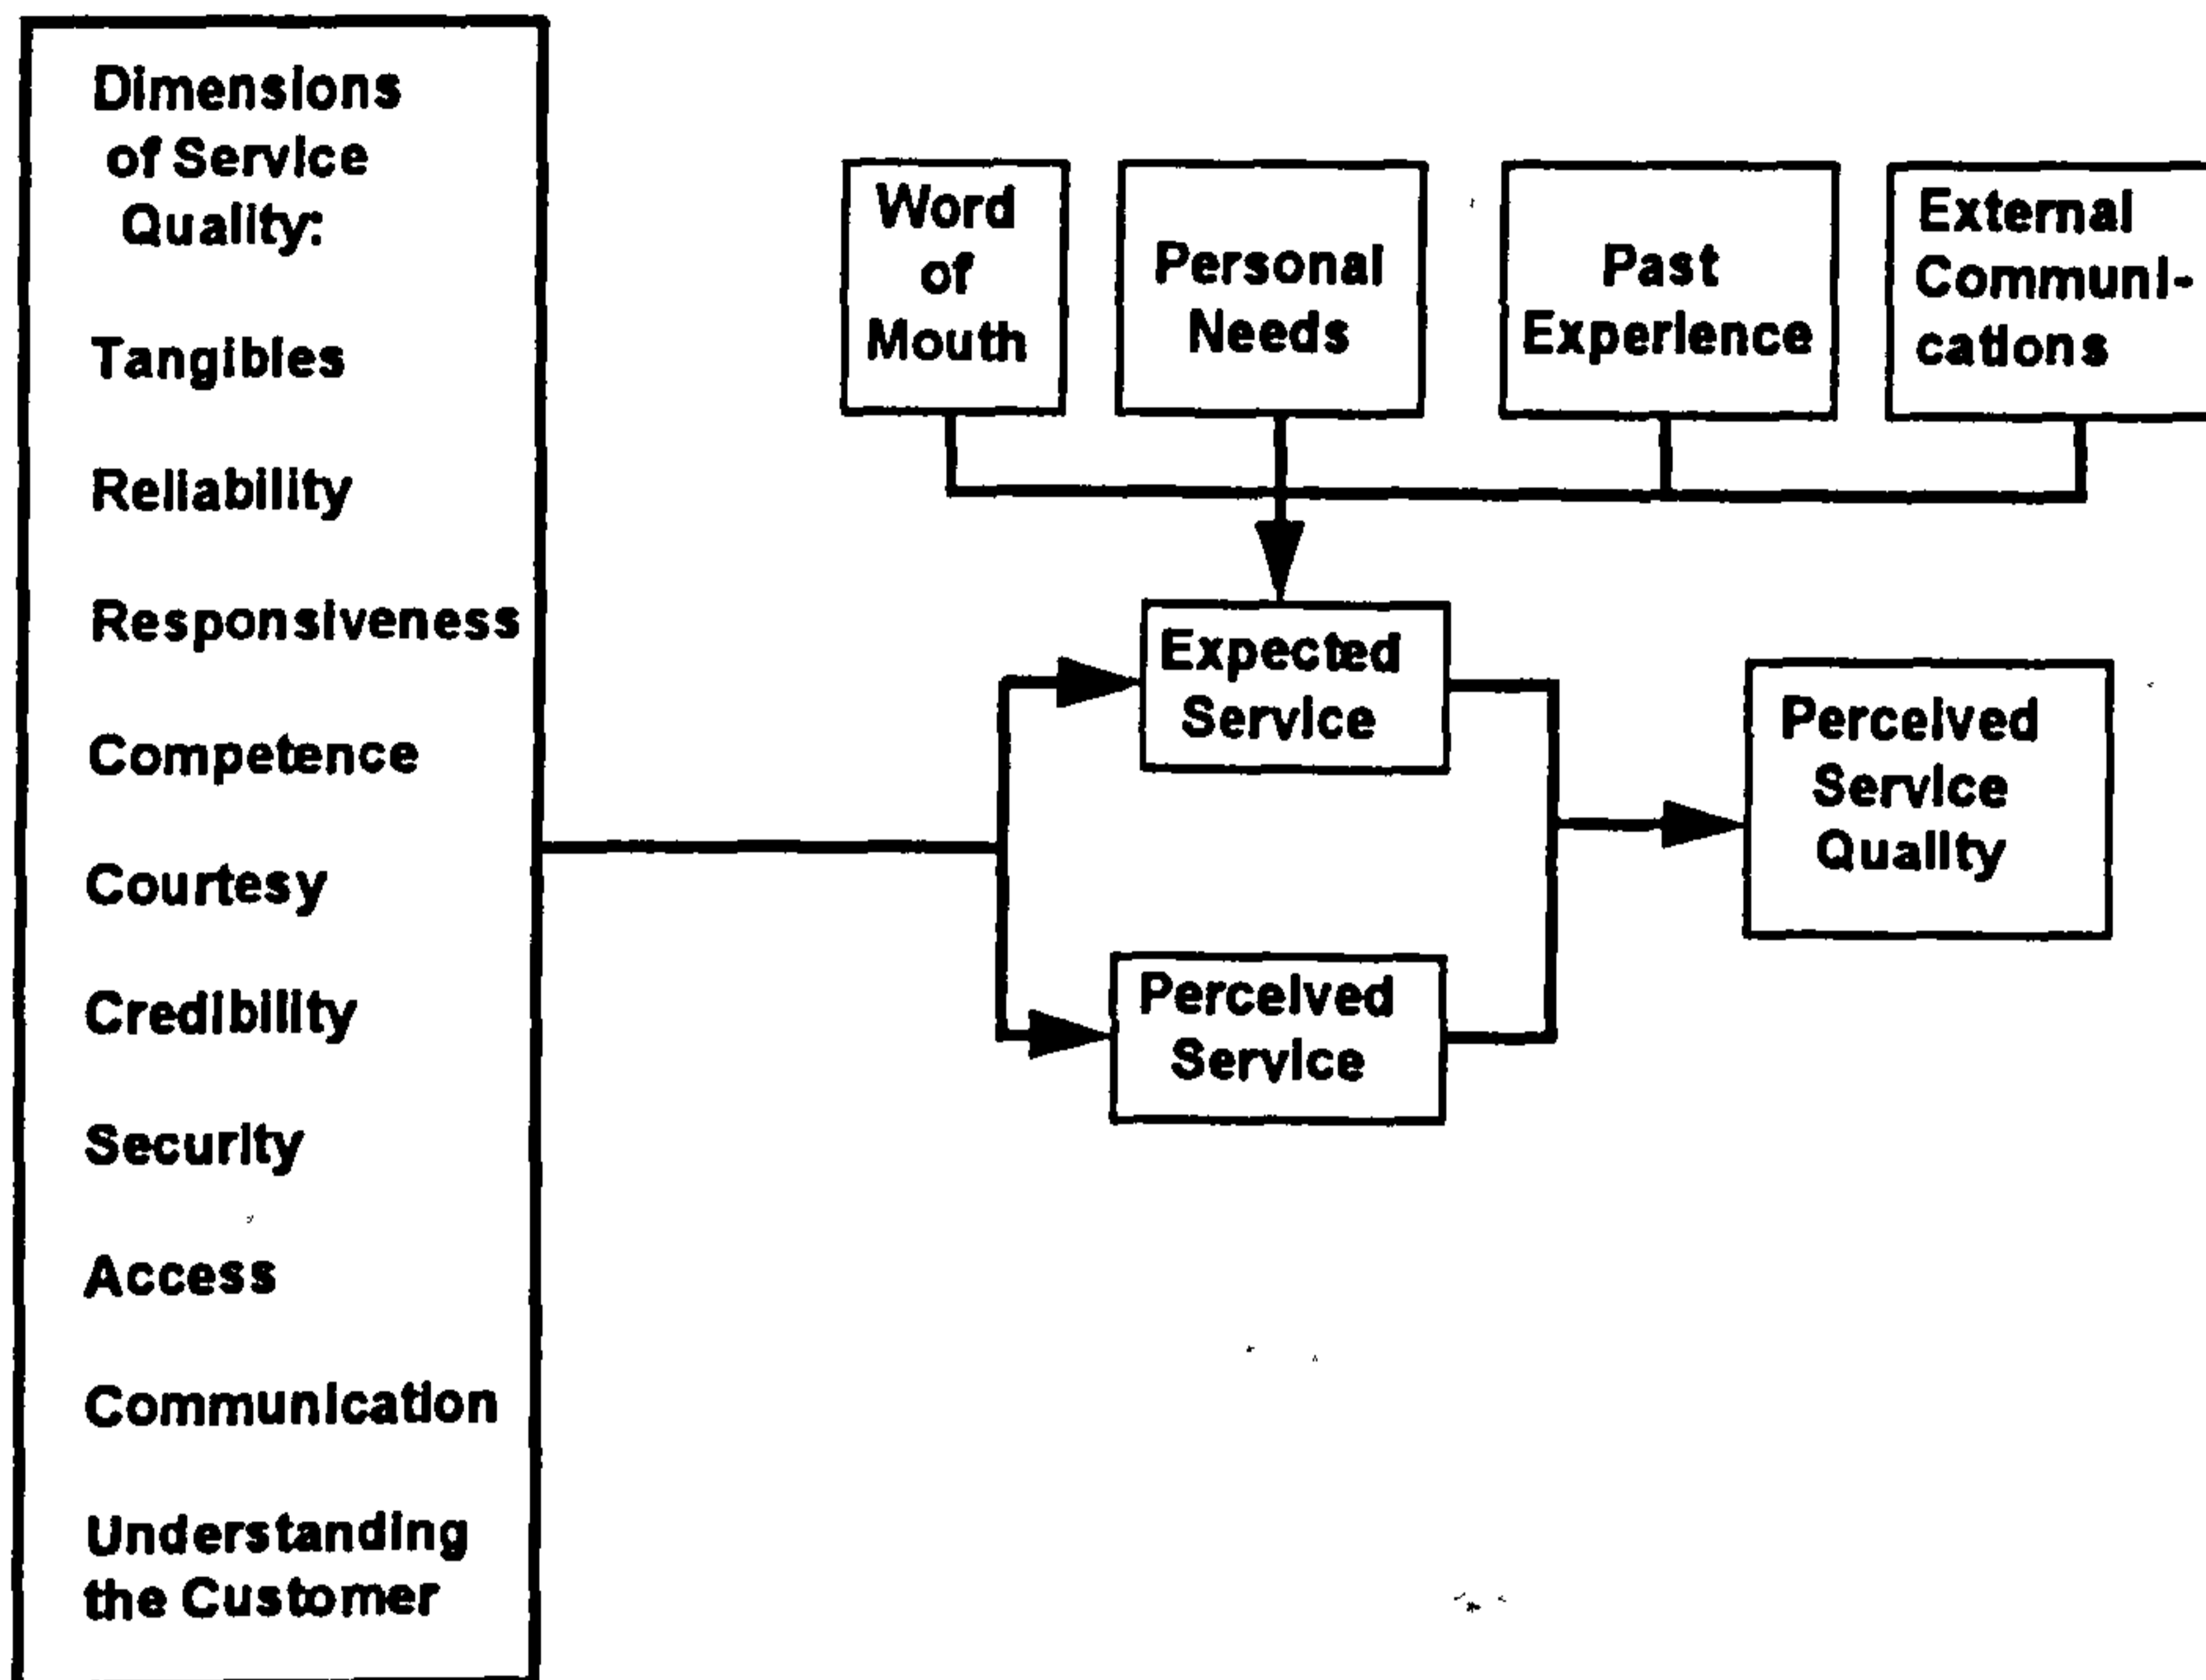 Dimensions
of Service
Quality:
Tangibles
Reliability
Responsiveness
Competence
Courtesy
Credibility
Security
Access
Communication
Understanding
the Customer
Word
of
Mouth
Personal
Needs
Past
Experience
External
Communi-
cations
Expected
Service
Perceived
Service
Perceived
Service
Quality